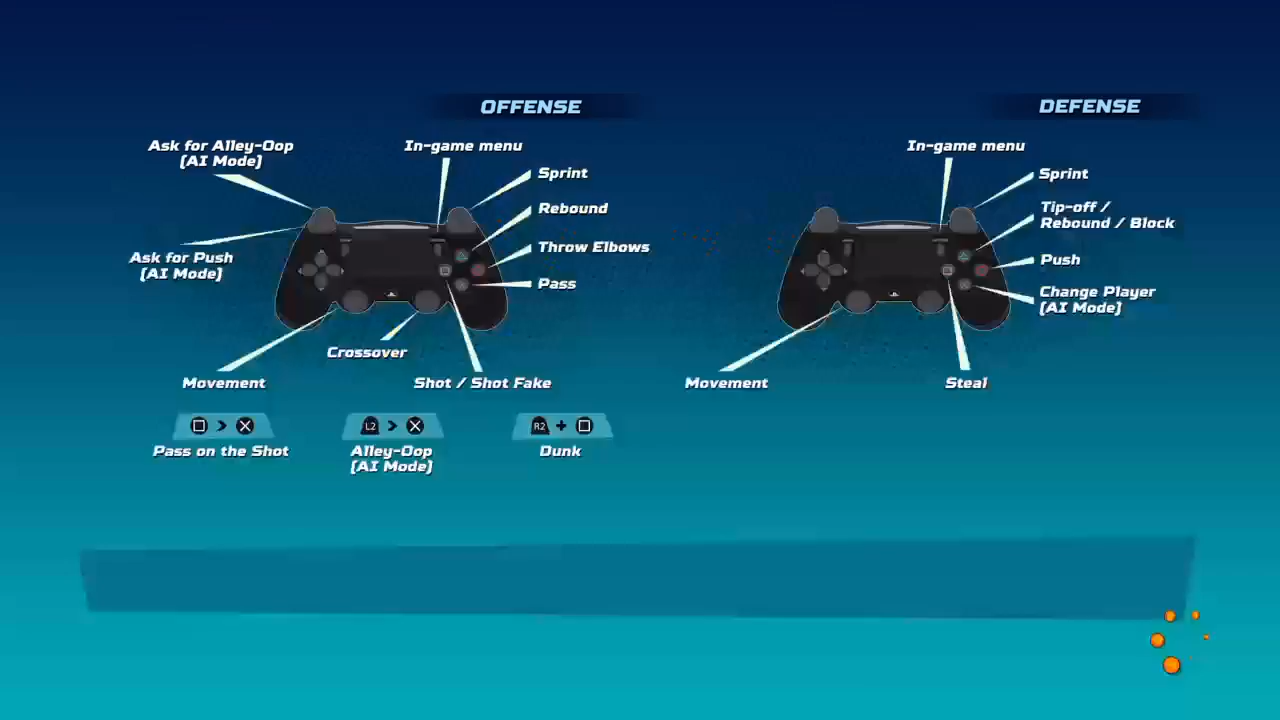 OFFENSE
Ask for Alley-Oop
[AI Mode]
In-game menu
Sprint
Rebound
Throw Elbows
Ask for Push
[AI Mode]
Pass
Crossover
Movement
Shot / Shot Fake
Pass on the Shot
L2
Alley-Oop
[AI Mode]
R2 +
Dunk
DEFENSE
In-game menu
Sprint
Tip-off /
Rebound / Block
Push
Change Player
[AI Mode]
Movement
Steal